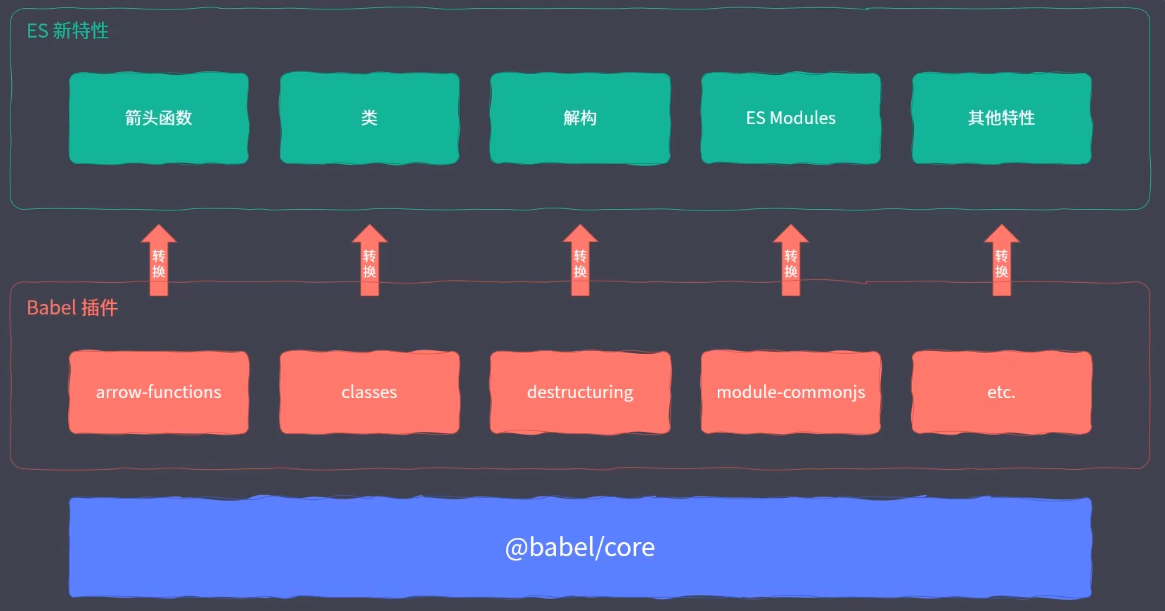 ES 新特性
箭头函数
类
解构
ES Modules
其他特性
转
换
转
换
转
换
转
换
转
换
Babel 插件
arrow-functions
classes
destructuring
module-commonjs
etc.
@babel/core